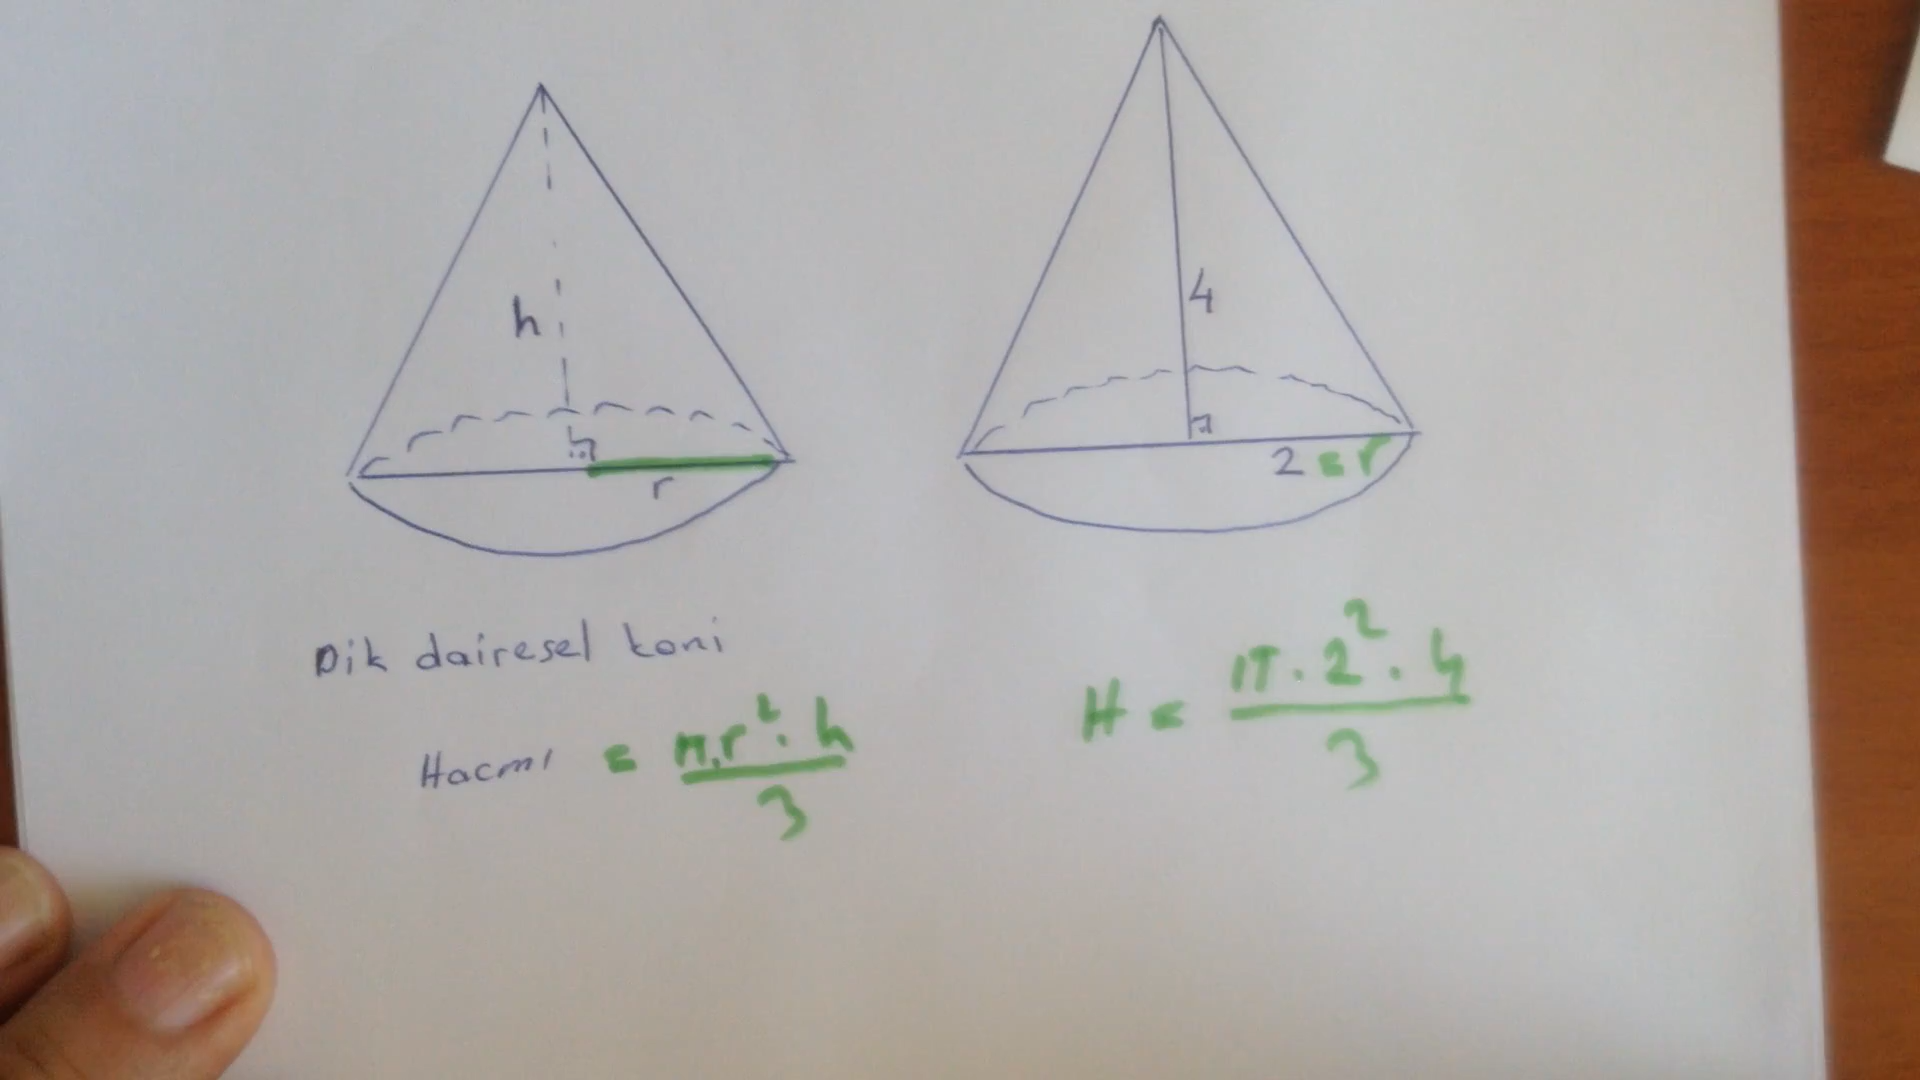 h
r
4
2 = r
Dik dairesel koni
Hacmi = π.r².h / 3
H = π.2².4 / 3